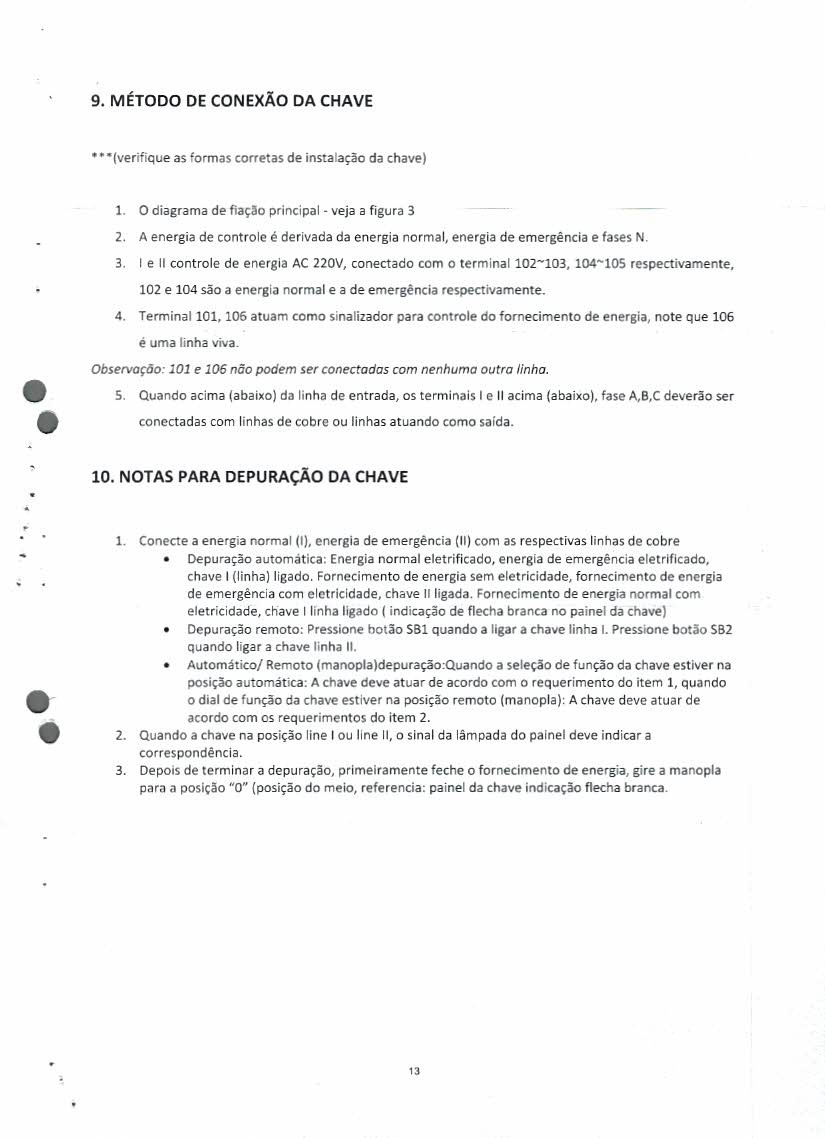 9. MÉTODO DE CONEXÃO DA CHAVE
***(verifique as formas corretas de instalação da chave)
1. O diagrama de fiação principal - veja a figura 3
2. A energia de controle é derivada da energia normal, energia de emergência e fases N.
3. I e II controle de energia AC 220V, conectado com o terminal 102~103, 104~105 respectivamente,
102 e 104 são a energia normal e a de emergência respectivamente.
4. Terminal 101, 106 atuam como sinalizador para controle do fornecimento de energia, note que 106
é uma linha viva.
Observação: 101 e 106 não podem ser conectadas com nenhuma outra linha.
5. Quando acima (abaixo) da linha de entrada, os terminais I e II acima (abaixo), fase A,B,C deverão ser
conectadas com linhas de cobre ou linhas atuando como saída.
10. NOTAS PARA DEPURAÇÃO DA CHAVE
1. Conecte a energia normal (I), energia de emergência (II) com as respectivas linhas de cobre
• Depuração automática: Energia normal eletrificado, energia de emergência eletrificado,
chave I (linha) ligado. Fornecimento de energia sem eletricidade, fornecimento de energia
de emergência com eletricidade, chave II ligada. Fornecimento de energia normal com
eletricidade, chave I linha ligado ( indicação de flecha branca no painel da chave)
• Depuração remoto: Pressione botão SB1 quando a ligar a chave linha I. Pressione botão SB2
quando ligar a chave linha II.
• Automático/ Remoto (manopla)depuração:Quando a seleção de função da chave estiver na
posição automática: A chave deve atuar de acordo com o requerimento do item 1, quando
o dial de função da chave estiver na posição remoto (manopla): A chave deve atuar de
acordo com os requerimentos do item 2.
2. Quando a chave na posição line I ou line II, o sinal da lâmpada do painel deve indicar a
correspondência.
3. Depois de terminar a depuração, primeiramente feche o fornecimento de energia, gire a manopla
para a posição "0" (posição do meio, referencia: painel da chave indicação flecha branca.
13